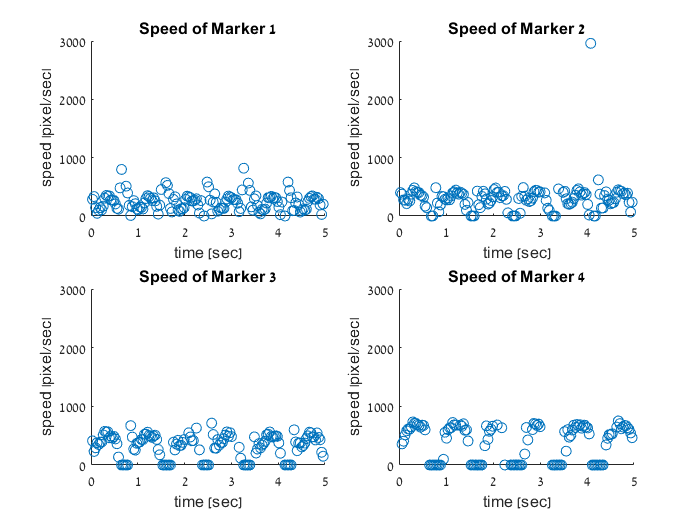 Speed of Marker 1
3000
2000
1000
0
speed [pixel/sec]
0 1 2 3 4 5
time [sec]
Speed of Marker 2
3000
2000
1000
0
speed [pixel/sec]
0 1 2 3 4 5
time [sec]
Speed of Marker 3
3000
2000
1000
0
speed [pixel/sec]
0 1 2 3 4 5
time [sec]
Speed of Marker 4
3000
2000
1000
0
speed [pixel/sec]
0 1 2 3 4 5
time [sec]